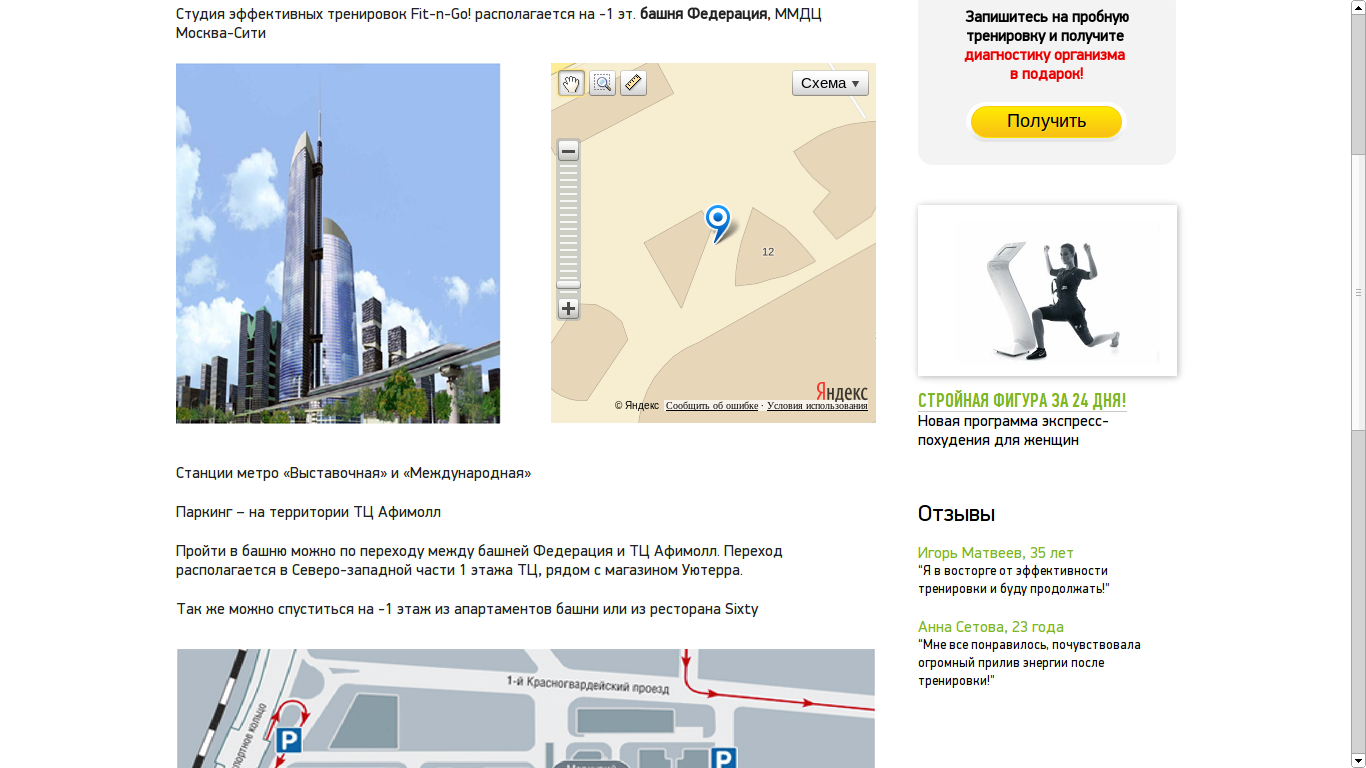 Студия эффективных тренировок Fit-n-Go! располагается на -1 эт. башня Федерация, ММДЦ
Москва-Сити
Схема
12
Яндекс
© Яндекс Сообщить об ошибке · Условия использования
Станции метро «Выставочная» и «Международная»
Паркинг – на территории ТЦ Афимолл
Пройти в башню можно по переходу между башней Федерация и ТЦ Афимолл. Переход
располагается в Северо-западной части 1 этажа ТЦ, рядом с магазином Уютерра.
Так же можно спуститься на -1 этаж из апартаментов башни или из ресторана Sixty
1-й Красногвардейский проезд
кольцо
P
P
Запишитесь на пробную
тренировку и получите
диагностику организма
в подарок!
Получить
СТРОЙНАЯ ФИГУРА ЗА 24 ДНЯ!
Новая программа экспресс-
похудения для женщин
Отзывы
Игорь Матвеев, 35 лет
"Я в восторге от эффективности
тренировки и буду продолжать!"
Анна Сетова, 23 года
"Мне все понравилось, почувствовала
огромный прилив энергии после
тренировки!"